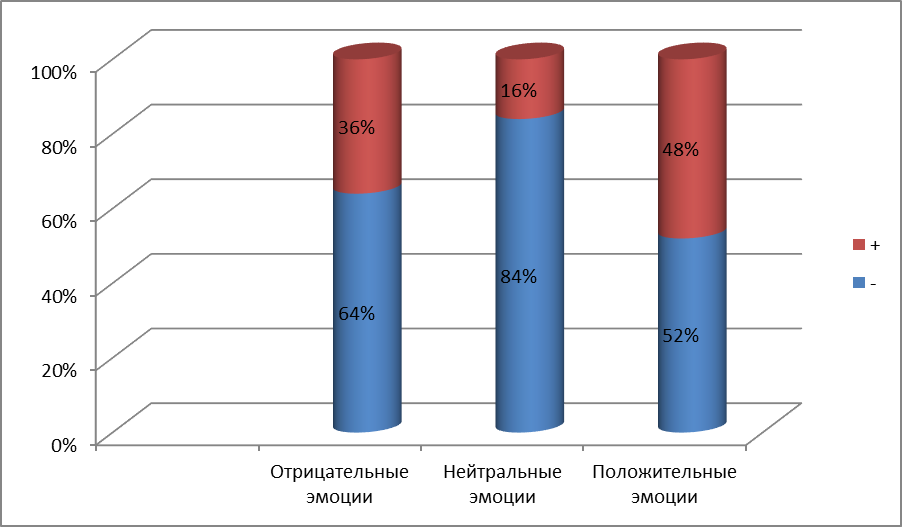 100%
80%
60%
40%
20%
0%
36%
64%
16%
84%
48%
52%
Отрицательные
эмоции
Нейтральные
эмоции
Положительные
эмоции
+
-